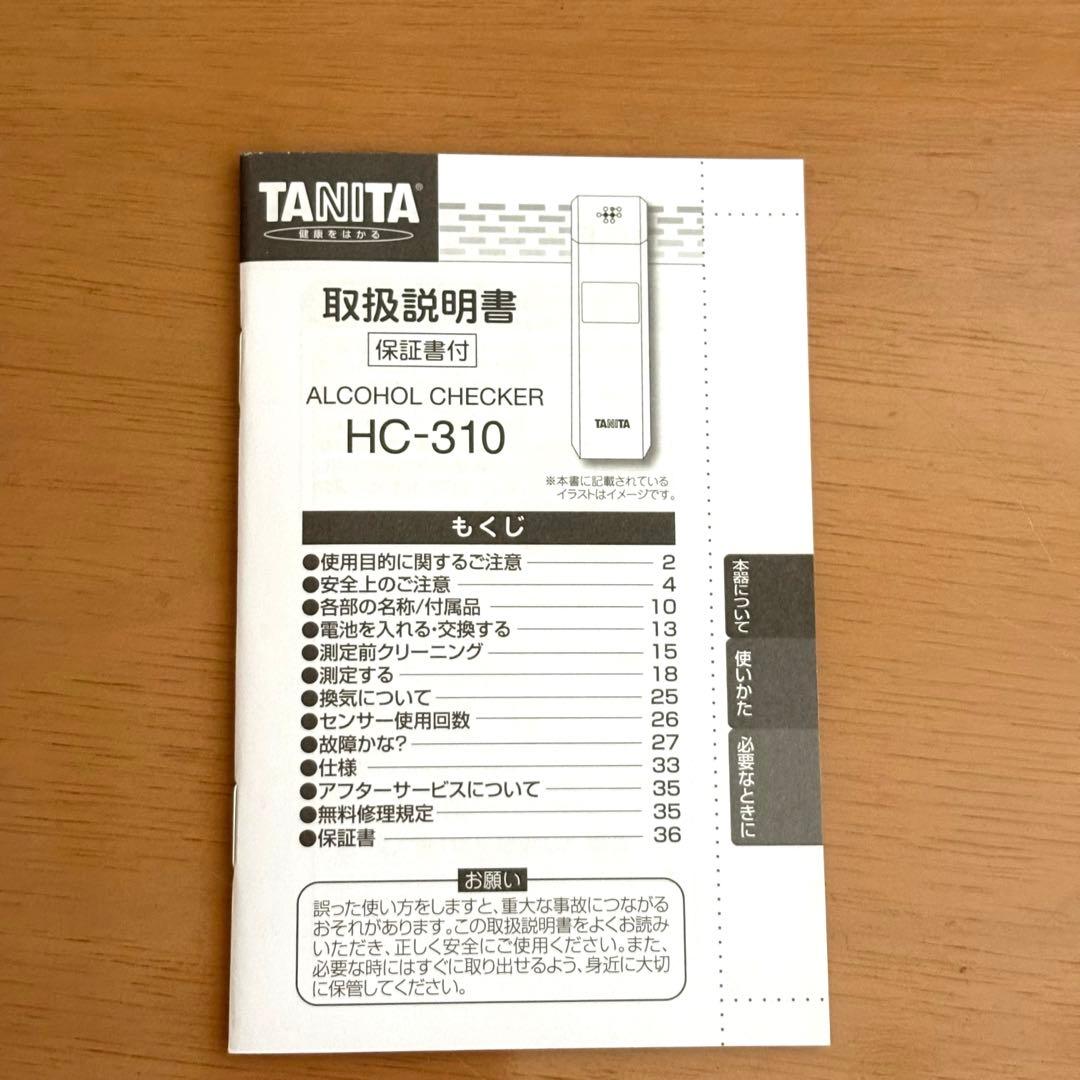 TANITA®
健康をはかる
取扱説明書
保証書付
ALCOHOL CHECKER
HC-310
TANITA
※本書に記載されている
イラストはイメージです。
もくじ
●使用目的に関するご注意 2
●安全上のご注意 4
●各部の名称/付属品 10
●電池を入れる・交換する 13
●測定前クリーニング 15
●測定する 18
●換気について 25
●センサー使用回数 26
●故障かな? 27
●仕様 33
●アフターサービスについて 35
●無料修理規定 35
●保証書 36
本器について
使いかた
必要なときに
お願い
誤った使い方をしますと、重大な事故につながる
おそれがあります。この取扱説明書をよくお読み
いただき、正しく安全にご使用ください。また、
必要な時にはすぐに取り出せるよう、身近に大切
に保管してください。